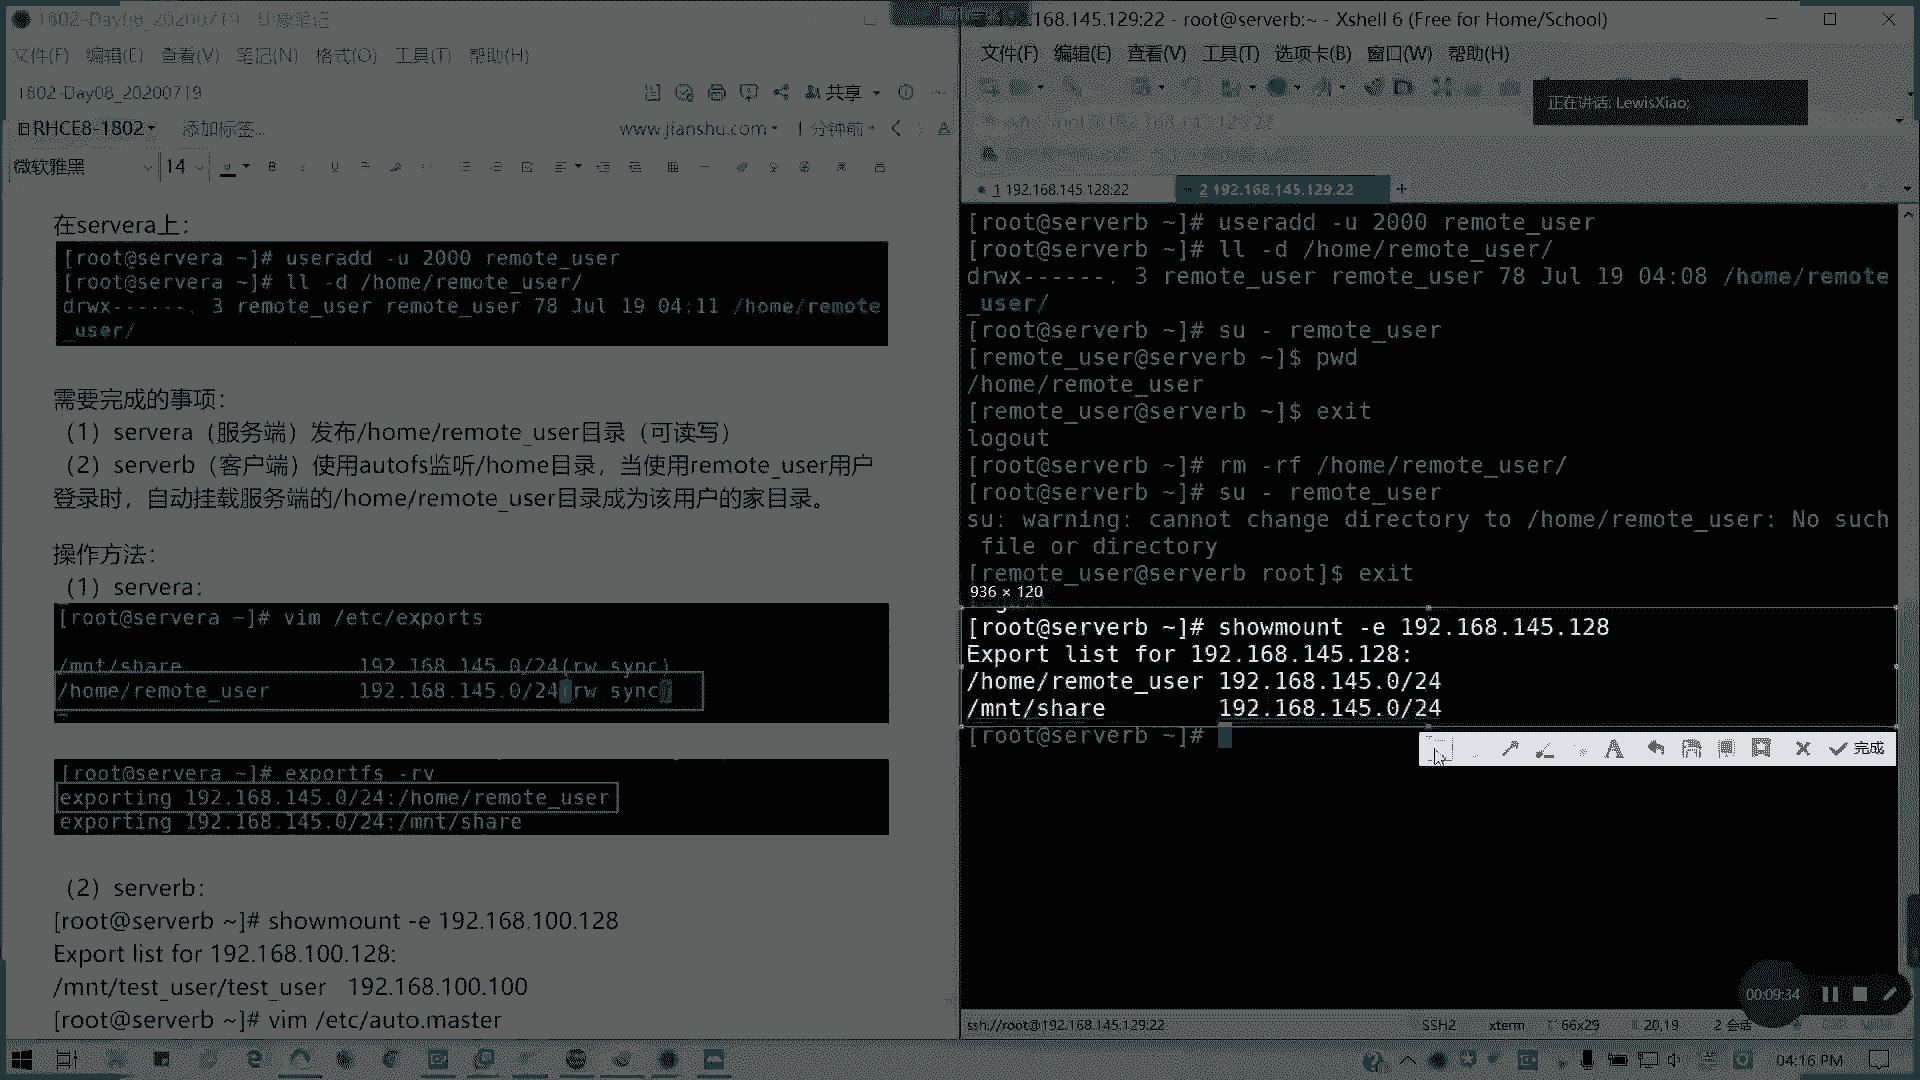 1802-Day08_20200719 - 印象笔记
文件(F) 编辑(E) 查看(V) 笔记(N) 格式(O) 工具(T) 帮助(H)
1802-Day08_20200719
共享
RHCE8-1802
添加标签...
www.jianshu.com
1 分钟前
微软雅黑
14
在servera上：
[root@servera ~]# useradd -u 2000 remote_user
[root@servera ~]# ll -d /home/remote_user/
drwx------. 3 remote_user remote_user 78 Jul 19 04:11 /home/remote
_user/
需要完成的事项：
（1）servera（服务端）发布/home/remote_user目录（可读写）
（2）serverb（客户端）使用autofs监听/home目录，当使用remote_user用户
登录时，自动挂载服务端的/home/remote_user目录成为该用户的家目录。
操作方法：
（1）servera：
[root@servera ~]# vim /etc/exports
/mnt/share 192.168.145.0/24(rw,sync)
/home/remote_user 192.168.145.0/24(rw,sync)
[root@servera ~]# exportfs -rv
exporting 192.168.145.0/24:/home/remote_user
exporting 192.168.145.0/24:/mnt/share
（2）serverb：
[root@serverb ~]# showmount -e 192.168.100.128
Export list for 192.168.100.128:
/mnt/test_user/test_user 192.168.100.100
[root@serverb ~]# vim /etc/auto.master
192.168.145.129:22 - root@serverb:~ - Xshell 6 (Free for Home/School)
文件(F) 编辑(E) 查看(V) 工具(T) 选项卡(B) 窗口(W) 帮助(H)
正在讲话: LewisXiao;
1 192.168.145.128:22
2 192.168.145.129:22
[root@serverb ~]# useradd -u 2000 remote_user
[root@serverb ~]# ll -d /home/remote_user/
drwx------. 3 remote_user remote_user 78 Jul 19 04:08 /home/remote
_user/
[root@serverb ~]# su - remote_user
[remote_user@serverb ~]$ pwd
/home/remote_user
[remote_user@serverb ~]$ exit
logout
[root@serverb ~]# rm -rf /home/remote_user/
[root@serverb ~]# su - remote_user
su: warning: cannot change directory to /home/remote_user: No such
file or directory
[remote_user@serverb root]$ exit
936 × 120
[root@serverb ~]# showmount -e 192.168.145.128
Export list for 192.168.145.128:
/home/remote_user 192.168.145.0/24
/mnt/share 192.168.145.0/24
[root@serverb ~]#
完成
00:09:34
ssh://root@192.168.145.129:22
SSH2
xterm
66x29
20,19
2 会话
04:16 PM